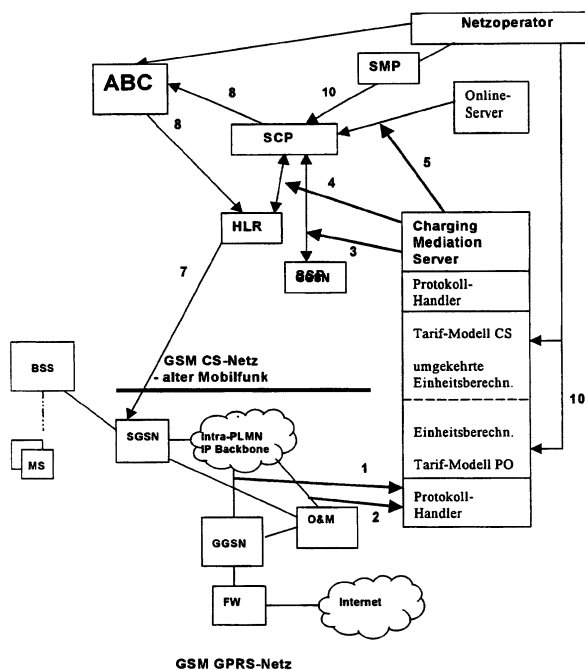 Netzoperator
ABC
8
10
SMP
Online-
Server
SCP
8
5
4
HLR
3
Charging
Mediation
Server
7
GGSN
Protokoll-
Handler
Tarif-Modell CS
umgekehrte
Einheitsberechn.
10
GSM CS-Netz
- alter Mobilfunk
BSS
SGSN
Intra-PLMN
IP Backbone
Einheitsberechn.
Tarif-Modell PO
MS
1
2
O&M
Protokoll-
Handler
GGSN
FW
Internet
GSM GPRS-Netz